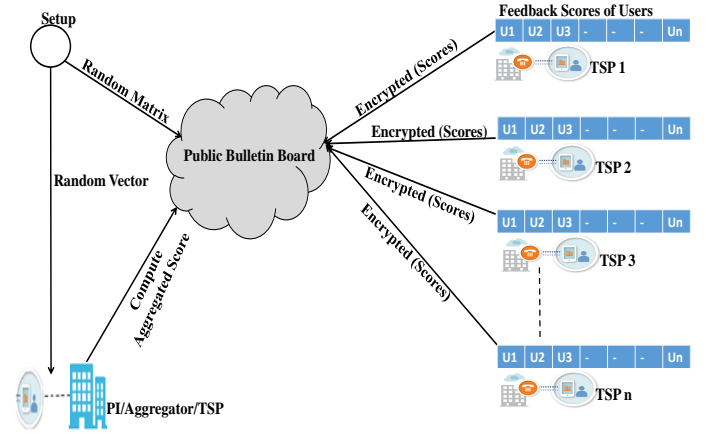 Setup
Feedback Scores of Users
U1 U2 U3 - - - Un
TSP 1
Random Matrix
Encrypted (Scores)
U1 U2 U3 - - - Un
TSP 2
Encrypted (Scores)
Public Bulletin Board
Random Vector
Encrypted (Scores)
U1 U2 U3 - - - Un
TSP 3
Encrypted (Scores)
Compute
Aggregated Score
U1 U2 U3 - - - Un
TSP n
PI/Aggregator/TSP